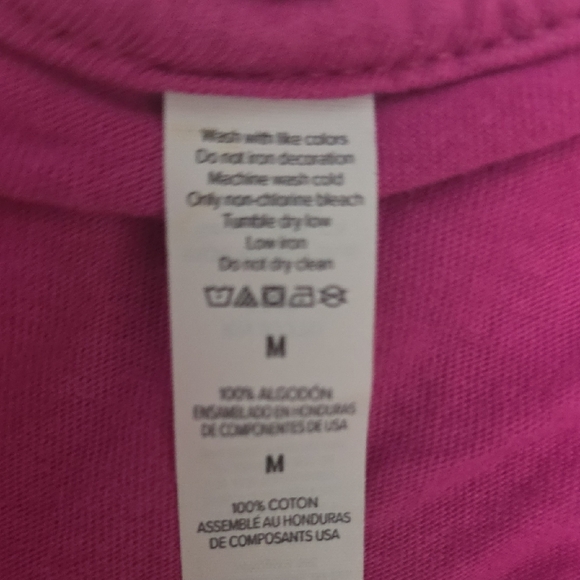 Wash with like colors
Do not iron decoration
Machine wash cold
Only non-chlorine bleach
Tumble dry low
Low iron
Do not dry clean
M
100% ALGODÓN
ENSAMBLADO EN HONDURAS
DE COMPONENTES DE USA
M
100% COTON
ASSEMBLÉ AU HONDURAS
DE COMPOSANTS USA